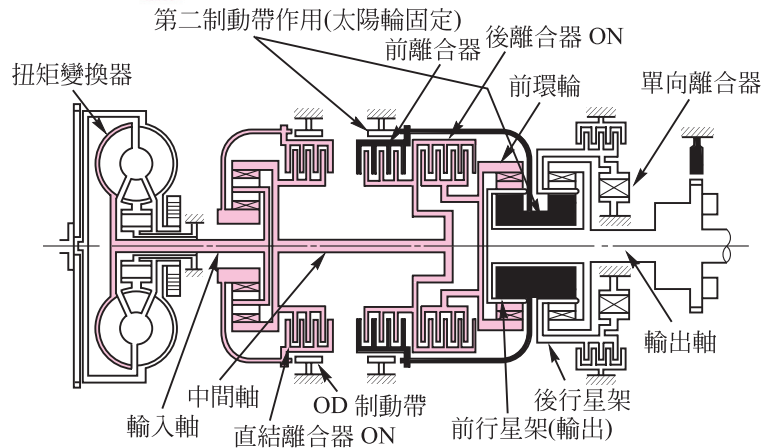 第二制動帶作用(太陽輪固定)
前離合器
後離合器 ON
扭矩變換器
前環輪
單向離合器
輸出軸
中間軸
輸入軸
OD 制動帶
直結離合器 ON
後行星架
前行星架(輸出)